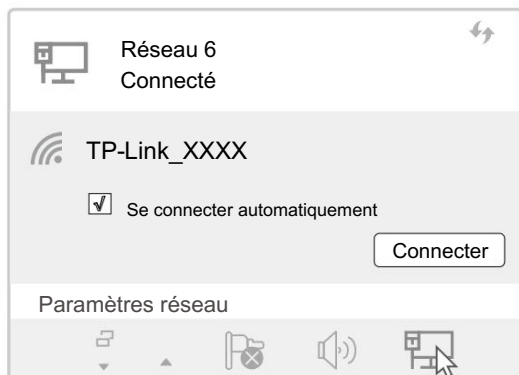 Réseau 6
Connecté
TP-Link_XXXX
Se connecter automatiquement
Connecter
Paramètres réseau